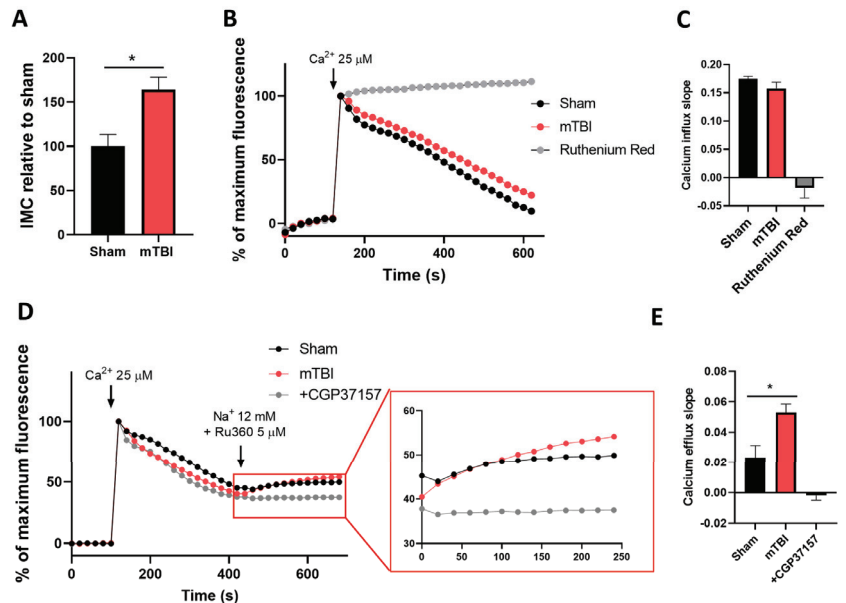 A
IMC relative to sham
200
150
100
50
0
*
Sham
mTBI
B
% of maximum fluorescence
100
50
0
Ca²⁺ 25 μM
Sham
mTBI
Ruthenium Red
0
200
400
600
Time (s)
C
Calcium influx slope
0.20
0.15
0.10
0.05
0.00
-0.05
Sham
mTBI
Ruthenium Red
D
% of maximum fluorescence
100
50
0
Ca²⁺ 25 μM
Sham
mTBI
+CGP37157
Na⁺ 12 mM
+ Ru360 5 μM
0
200
400
600
Time (s)
60
50
40
30
0
50
100
150
200
250
E
Calcium efflux slope
0.08
0.06
0.04
0.02
0.00
-0.02
*
Sham
mTBI
+CGP37157